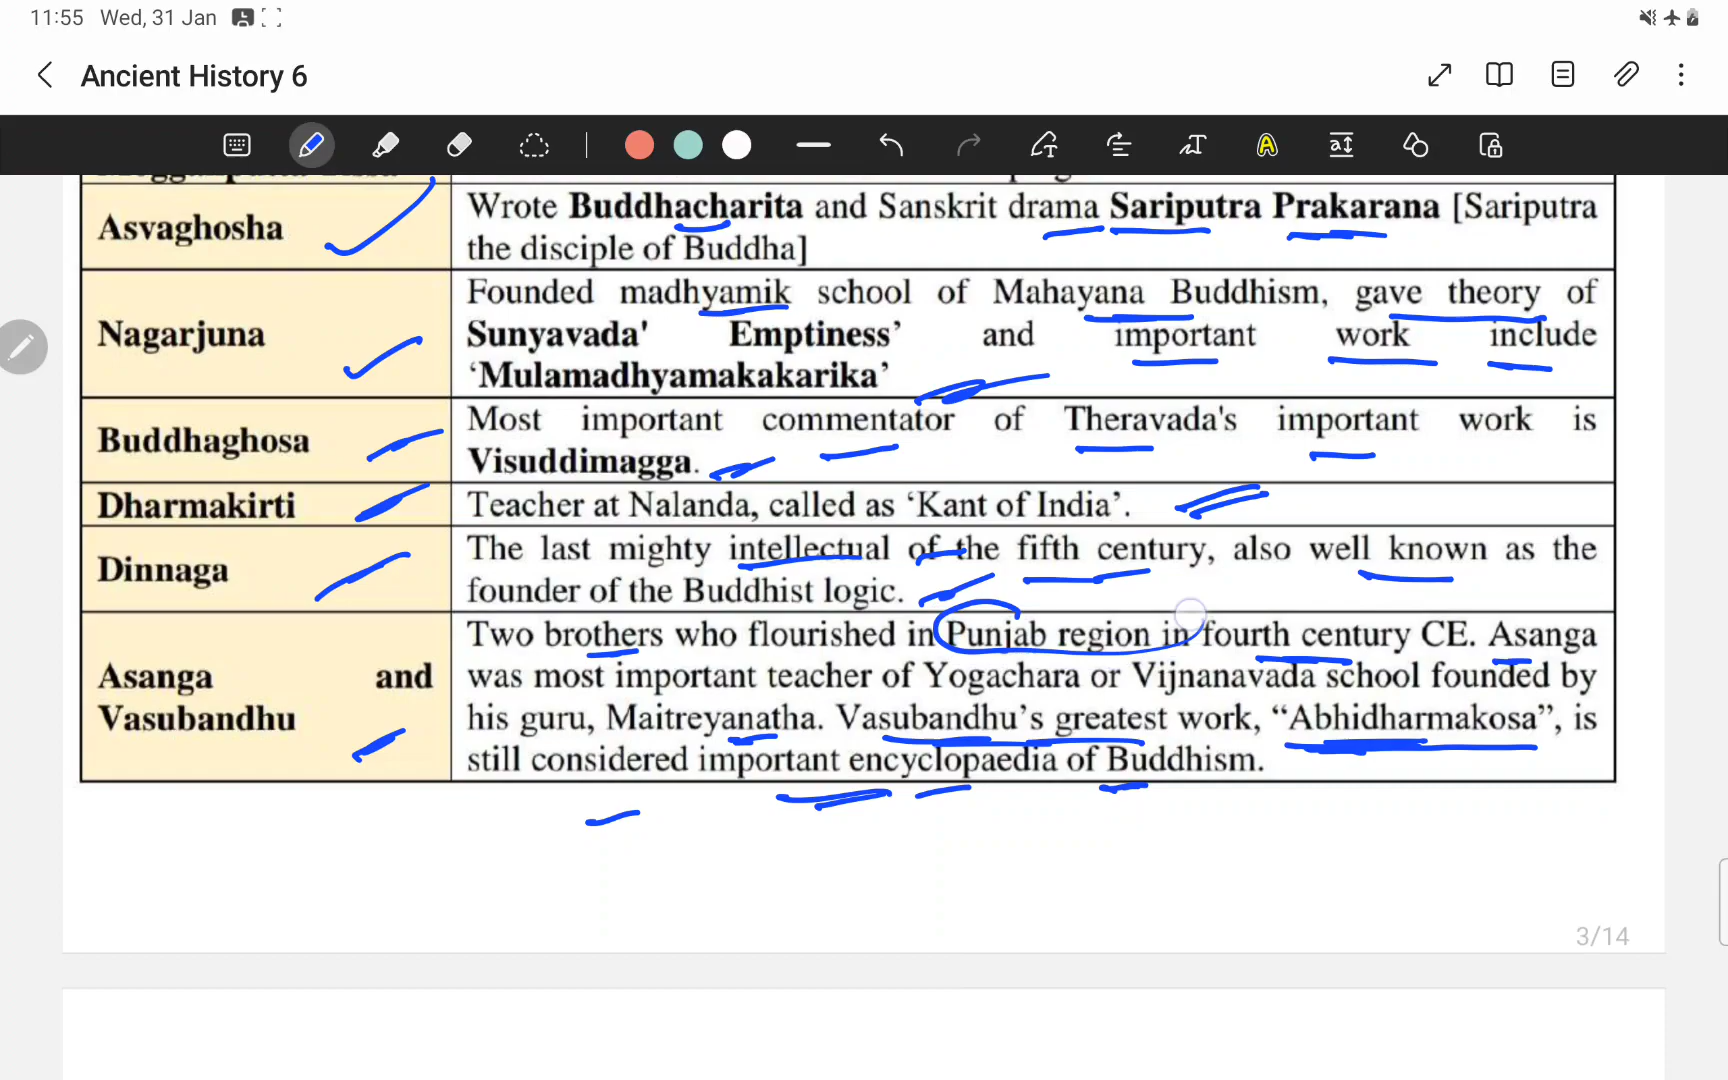 11:55 Wed, 31 Jan
Ancient History 6
Asvaghosha
Wrote Buddhacharita and Sanskrit drama Sariputra Prakarana [Sariputra
the disciple of Buddha]
Nagarjuna
Founded madhyamik school of Mahayana Buddhism, gave theory of
Sunyavada' Emptiness’ and important work include
‘Mulamadhyamakakarika’
Buddhaghosa
Most important commentator of Theravada's important work is
Visuddimagga.
Dharmakirti
Teacher at Nalanda, called as ‘Kant of India’.
Dinnaga
The last mighty intellectual of the fifth century, also well known as the
founder of the Buddhist logic.
Asanga and
Vasubandhu
Two brothers who flourished in Punjab region in fourth century CE. Asanga
was most important teacher of Yogachara or Vijnanavada school founded by
his guru, Maitreyanatha. Vasubandhu’s greatest work, “Abhidharmakosa”, is
still considered important encyclopaedia of Buddhism.
3/14